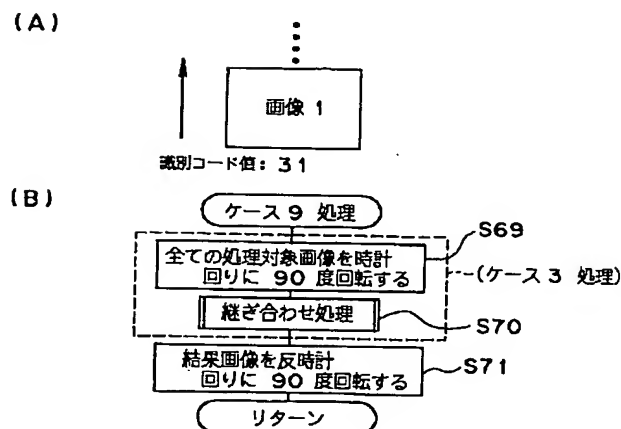 (A)
画像 1
識別コード値: 31
(B)
ケース 9 処理
S69
全ての処理対象画像を時計
回りに 90 度回転する
(ケース 3 処理)
継ぎ合わせ処理
S70
結果画像を反時計
回りに 90 度回転する
S71
リターン